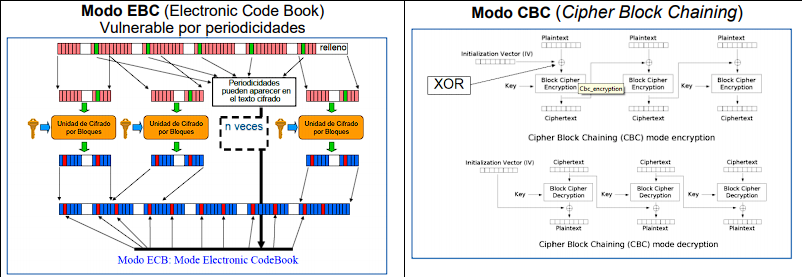 Modo EBC (Electronic Code Book)
Vulnerable por periodicidades
relleno
Periodicidades
pueden aparecer en
el texto cifrado
Unidad de Cifrado
por Bloques
Unidad de Cifrado
por Bloques
n veces
Unidad de Cifrado
por Bloques
Modo ECB: Mode Electronic CodeBook
Modo CBC (Cipher Block Chaining)
Plaintext
Plaintext
Plaintext
Initialization Vector (IV)
XOR
Key
Block Cipher
Encryption
Key
Block Cipher
Encryption
Key
Block Cipher
Encryption
Cbc_encryption
Ciphertext
Ciphertext
Ciphertext
Cipher Block Chaining (CBC) mode encryption
Ciphertext
Ciphertext
Ciphertext
Initialization Vector (IV)
Key
Block Cipher
Decryption
Key
Block Cipher
Decryption
Key
Block Cipher
Decryption
Plaintext
Plaintext
Plaintext
Cipher Block Chaining (CBC) mode decryption